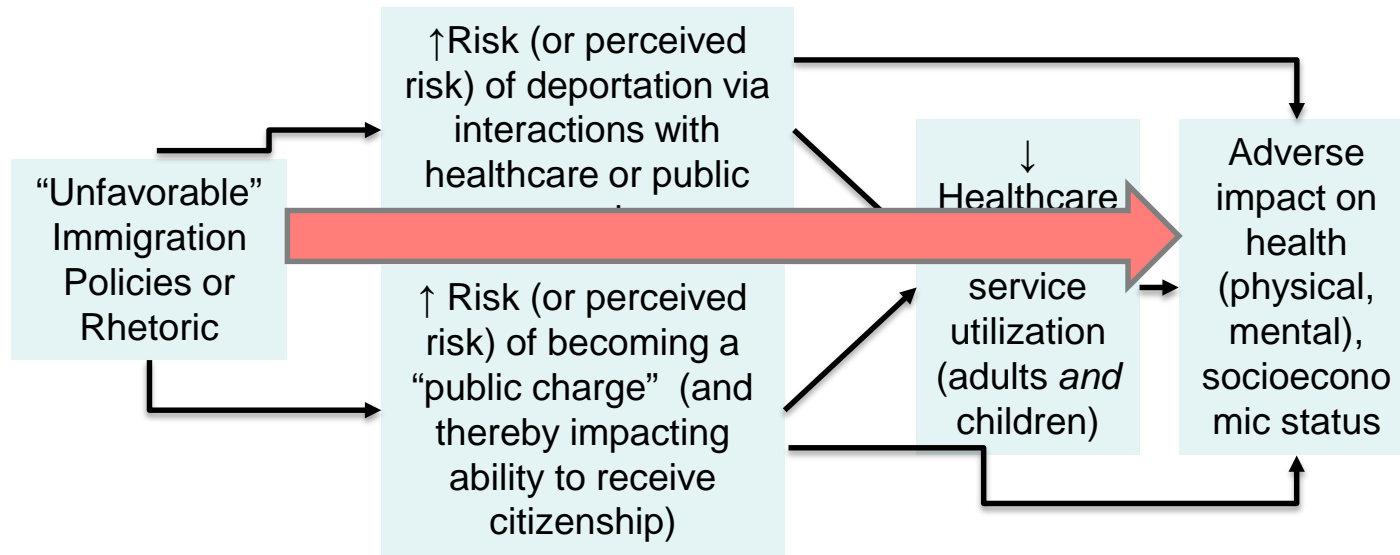 “Unfavorable”
Immigration
Policies or
Rhetoric
↑Risk (or perceived
risk) of deportation via
interactions with
healthcare or public
↑ Risk (or perceived
risk) of becoming a
“public charge”  (and
thereby impacting
ability to receive
citizenship)
↓
Healthcare
service
utilization
(adults and
children)
Adverse
impact on
health
(physical,
mental),
socioecono
mic status